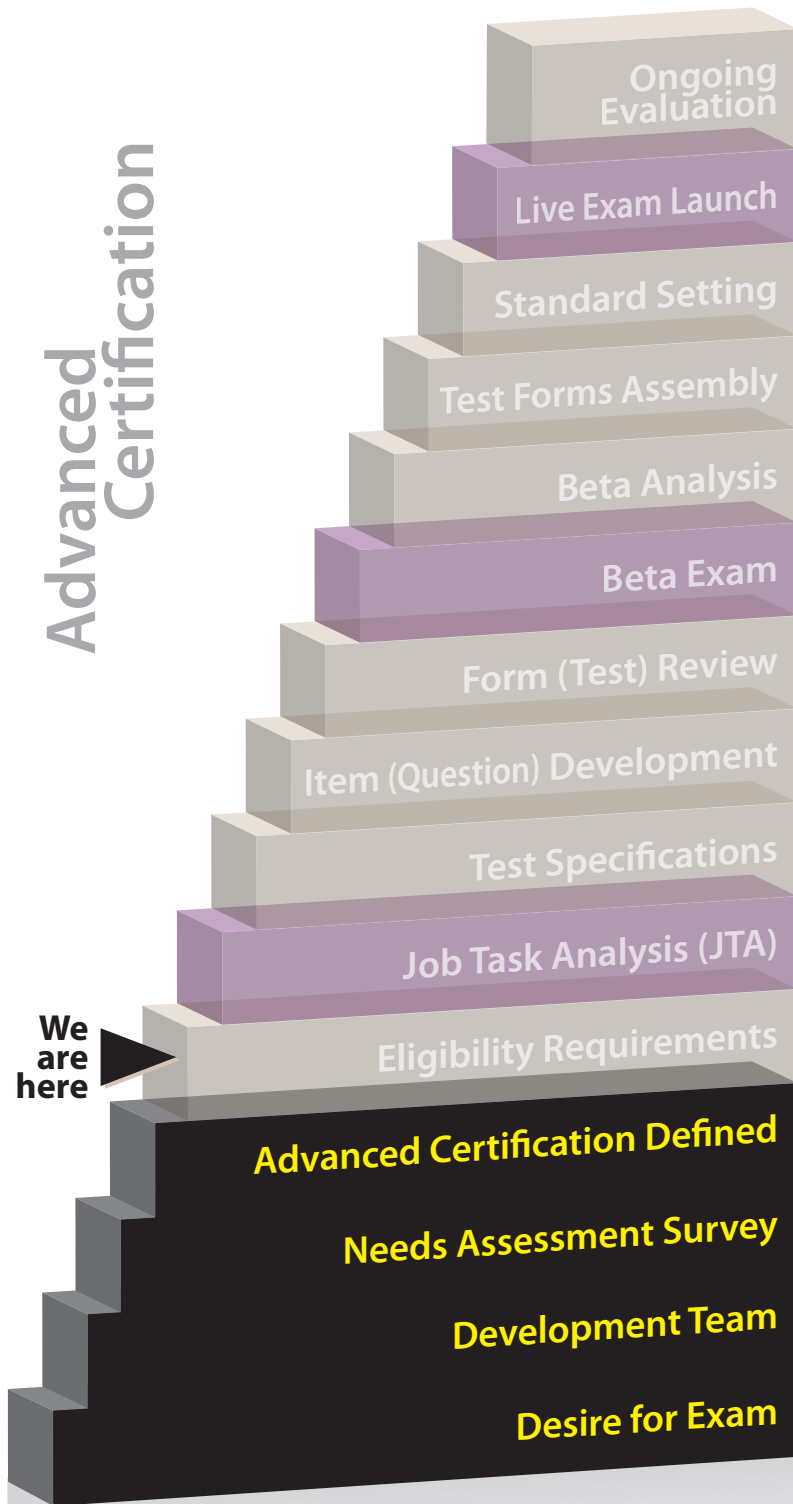 Advanced
Certification
Ongoing
Evaluation
Live Exam Launch
Standard Setting
Test Forms Assembly
Beta Analysis
Beta Exam
Form (Test) Review
Item (Question) Development
Test Specifications
Job Task Analysis (JTA)
We
are
here
Eligibility Requirements
Advanced Certification Defined
Needs Assessment Survey
Development Team
Desire for Exam